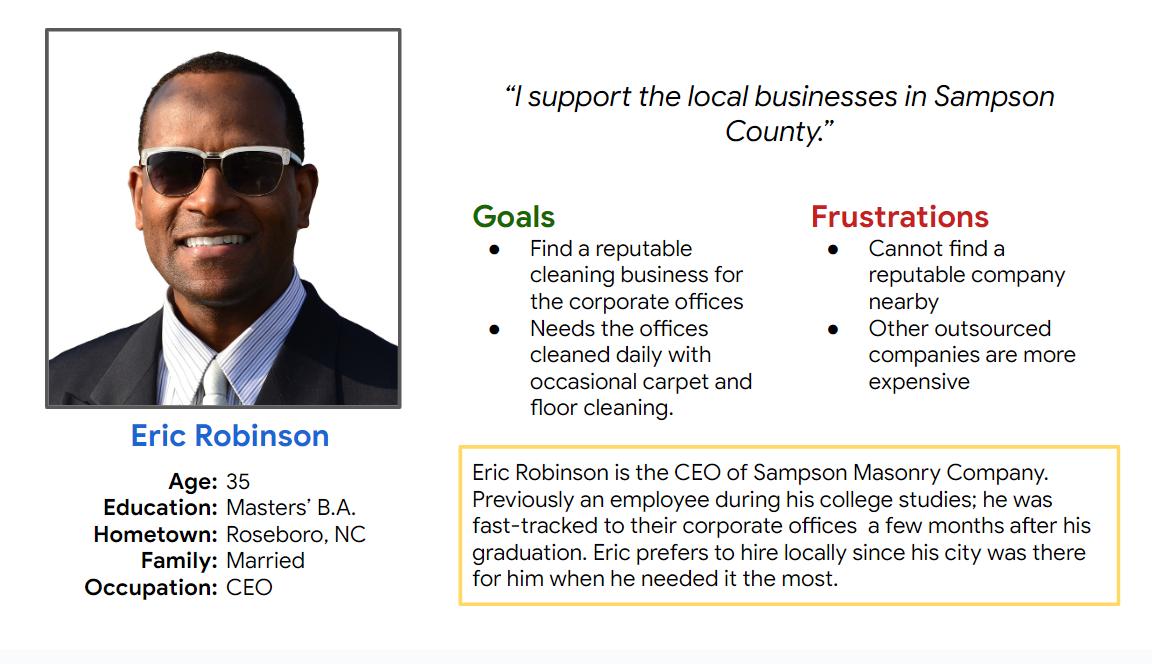 “I support the local businesses in Sampson
County.”
Goals
● Find a reputable
cleaning business for
the corporate offices
● Needs the offices
cleaned daily with
occasional carpet and
floor cleaning.
Frustrations
● Cannot find a
reputable company
nearby
● Other outsourced
companies are more
expensive
Eric Robinson
Age: 35
Education: Masters’ B.A.
Hometown: Roseboro, NC
Family: Married
Occupation: CEO
Eric Robinson is the CEO of Sampson Masonry Company.
Previously an employee during his college studies; he was
fast-tracked to their corporate offices  a few months after his
graduation. Eric prefers to hire locally since his city was there
for him when he needed it the most.